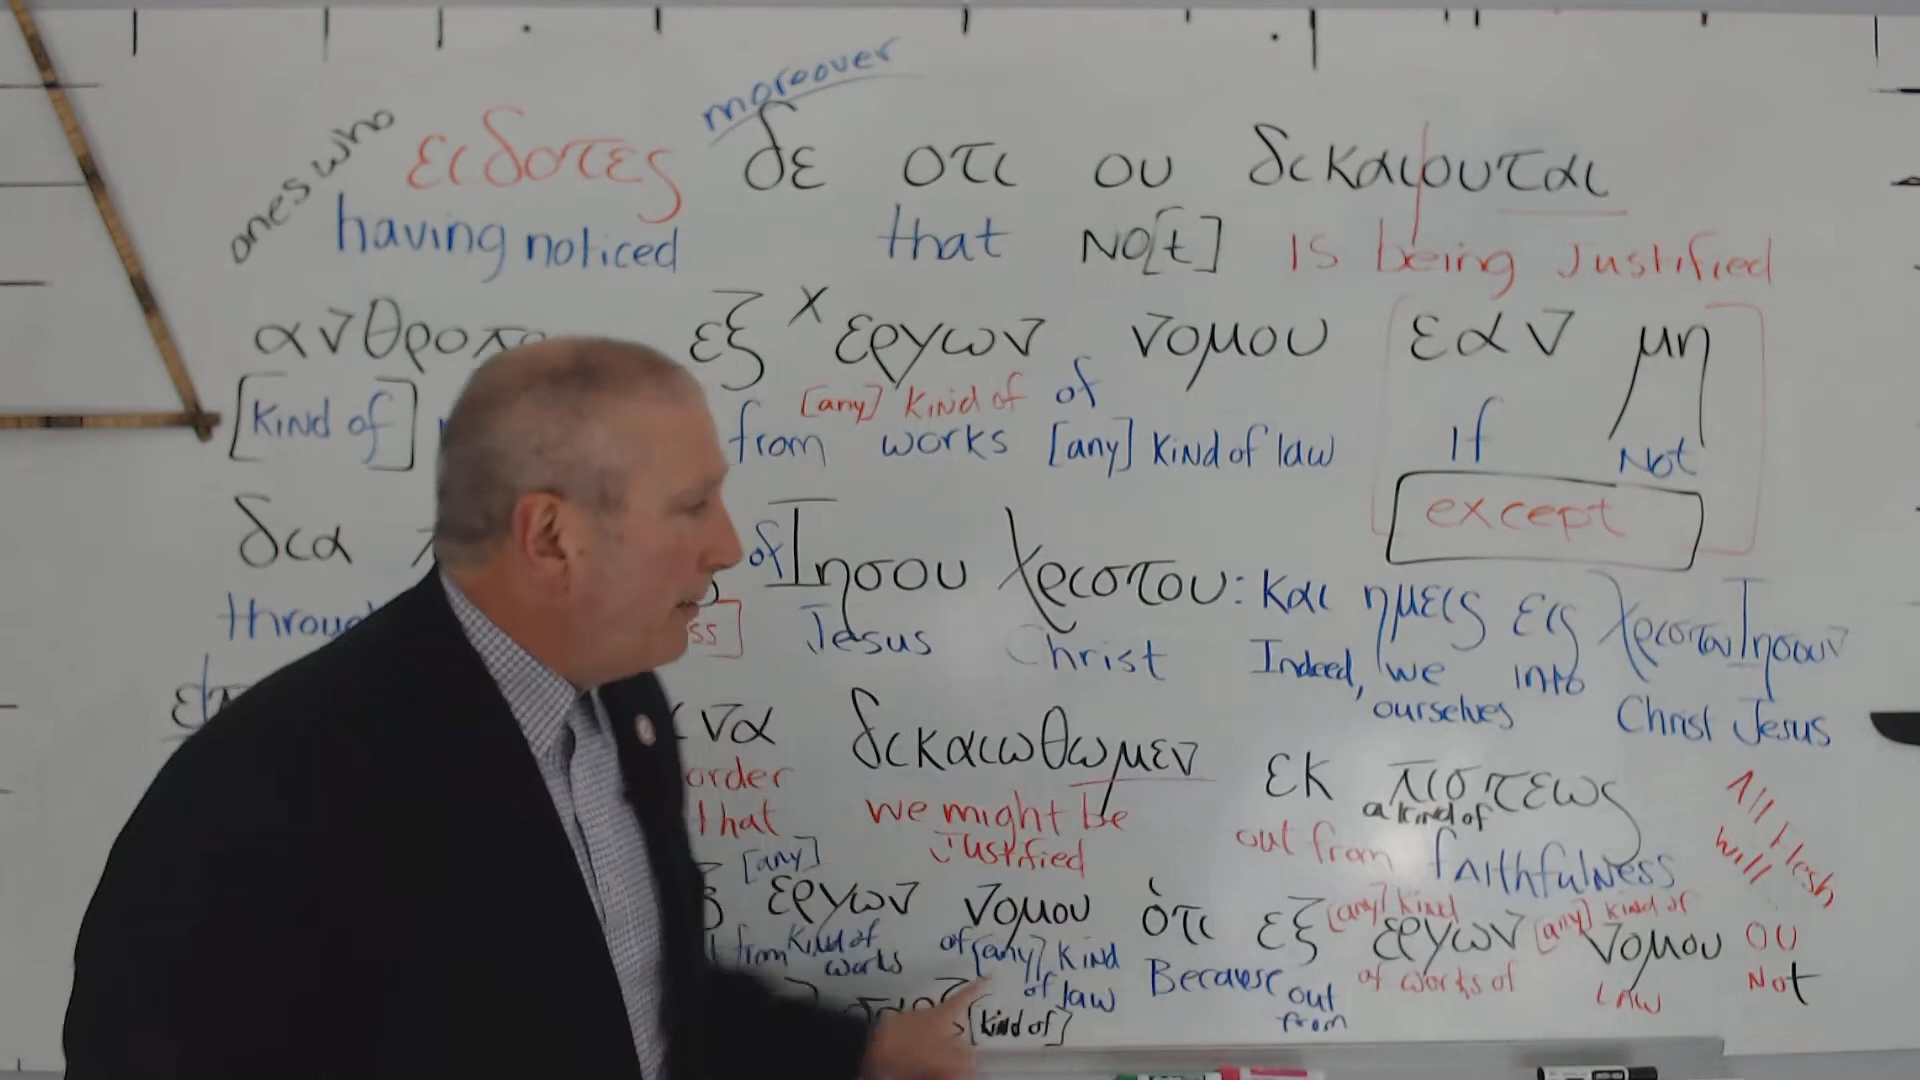 moreover
ones who ειδοτες δε οτι ου δικαιουται
having noticed that NO[t] Is being Justified
ανθροπο εξ εργων νομου εαν μη
[any] kind of of
[Kind of] from works [any] kind of law If Not
except
δια of Ιησου Χριστου: και ημεις εις Χριστον Ιησουν
Jesus Christ Indeed, we into
ourselves Christ Jesus
να δικαιωθωμεν εκ πιστεως
order a kind of
that we might be out from fAIthfulNess
Justified
All flesh will
[any]
εργων νομου ὁτι εξ [any] kind εργων [any] kind of νομου ου
from kind of works of [any] kind of law Because out from of works of LAW Not
[kind of]